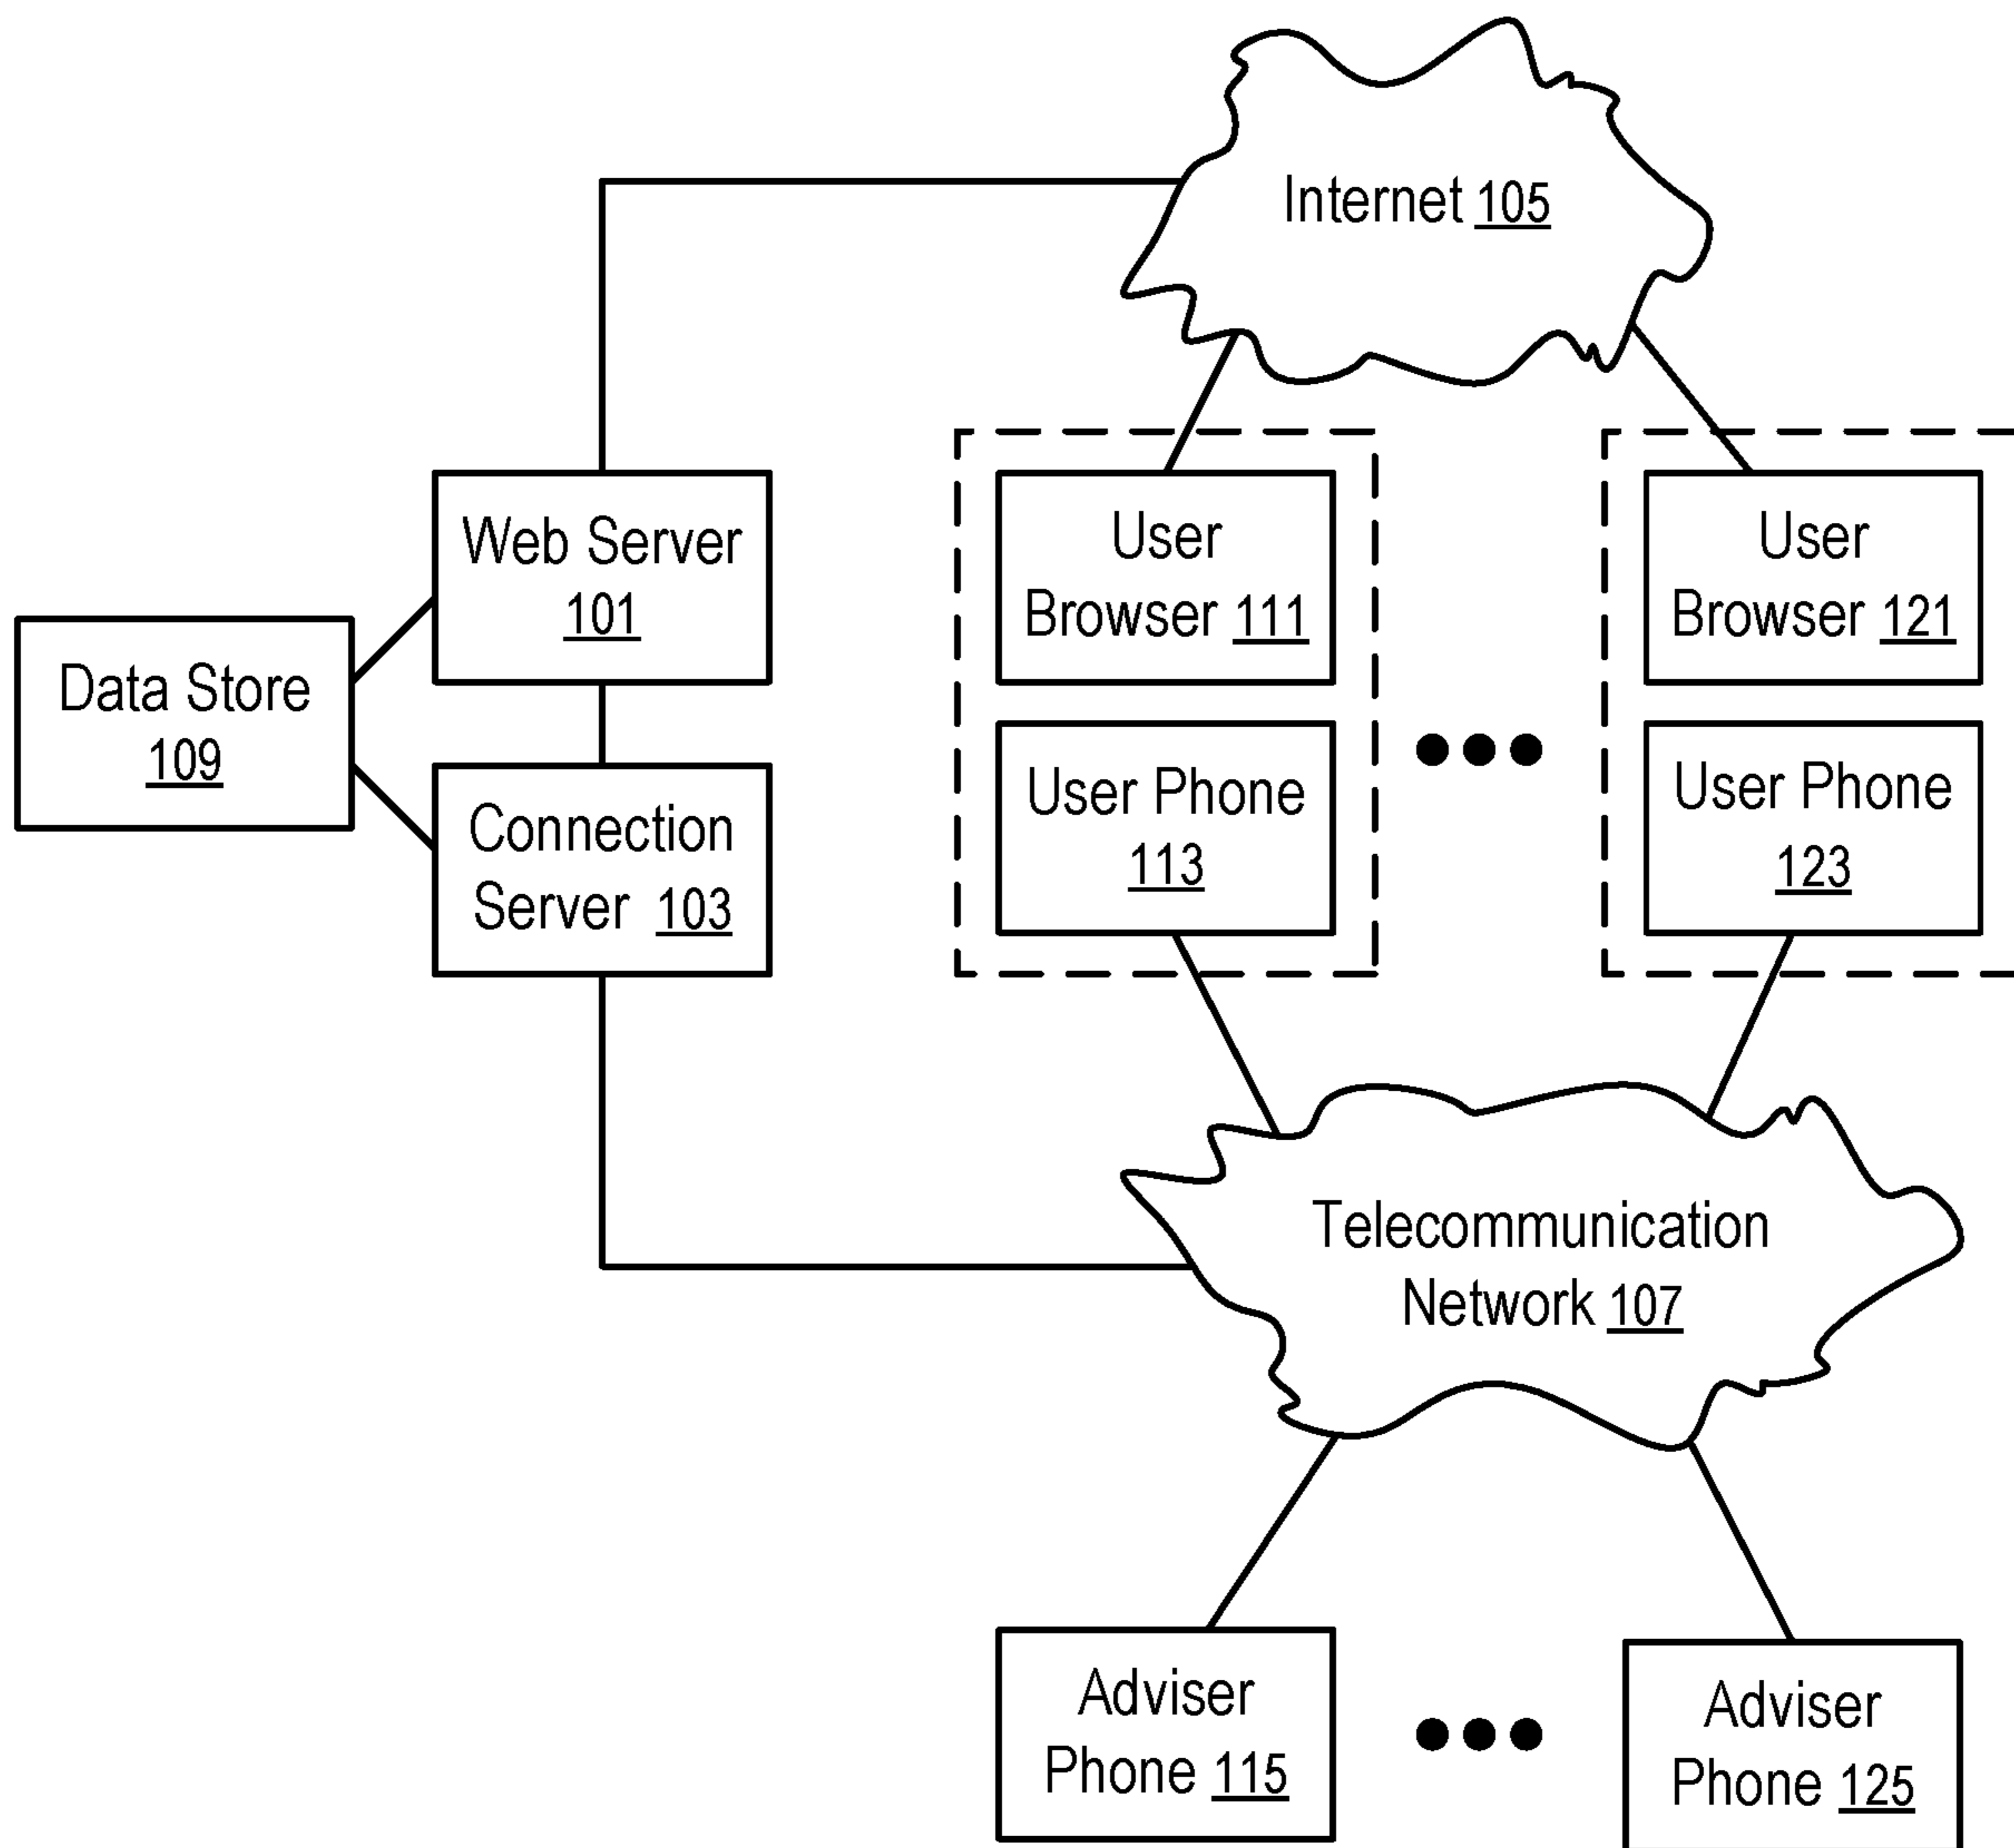 Internet 105
Web Server
101
User
Browser 111
User
Browser 121
Data Store
109
Connection
Server 103
User Phone
113
User Phone
123
Telecommunication
Network 107
Adviser
Phone 115
Adviser
Phone 125